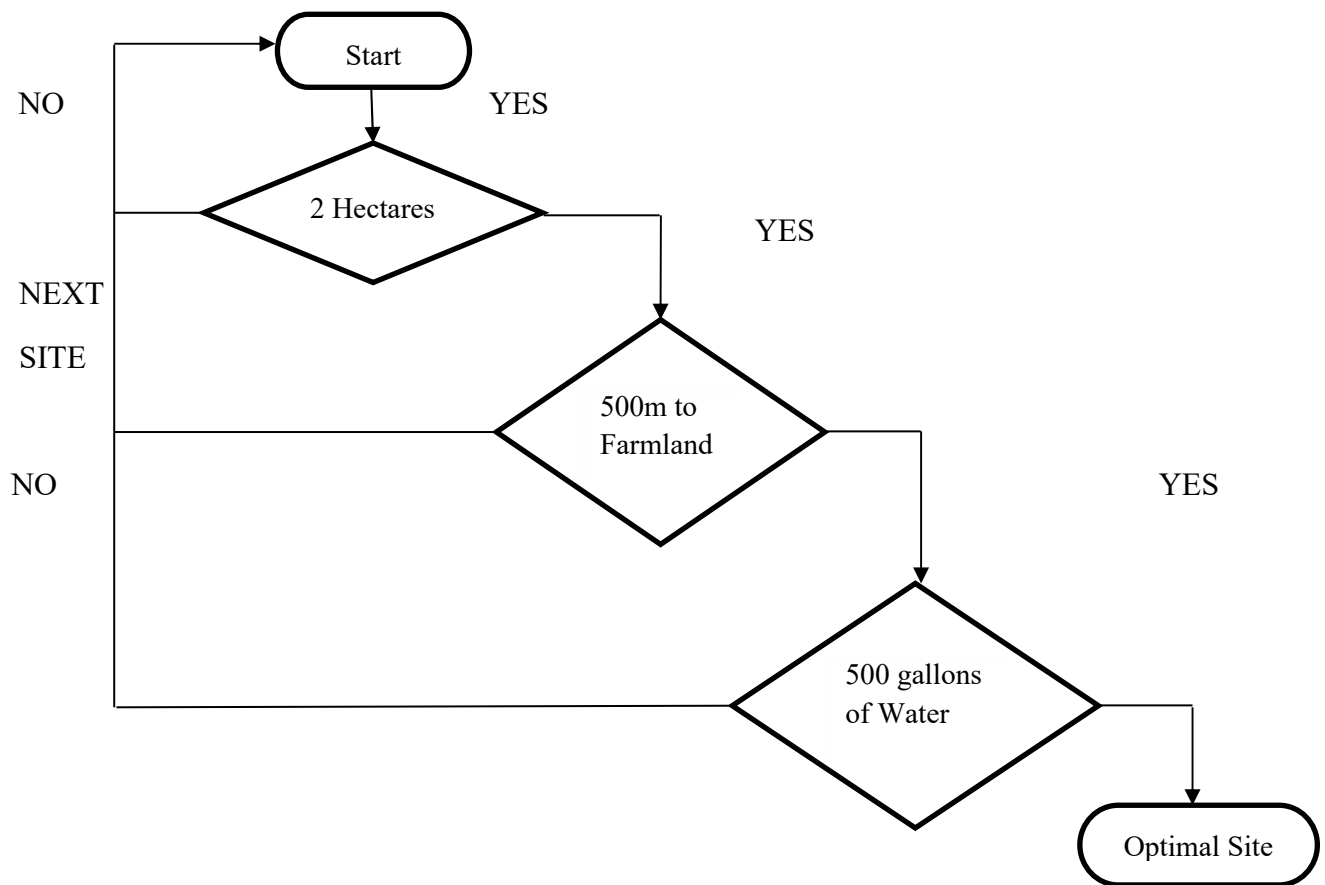 Start
NO
YES
2 Hectares
YES
NEXT
SITE
500m to
Farmland
NO
YES
500 gallons
of Water
Optimal Site